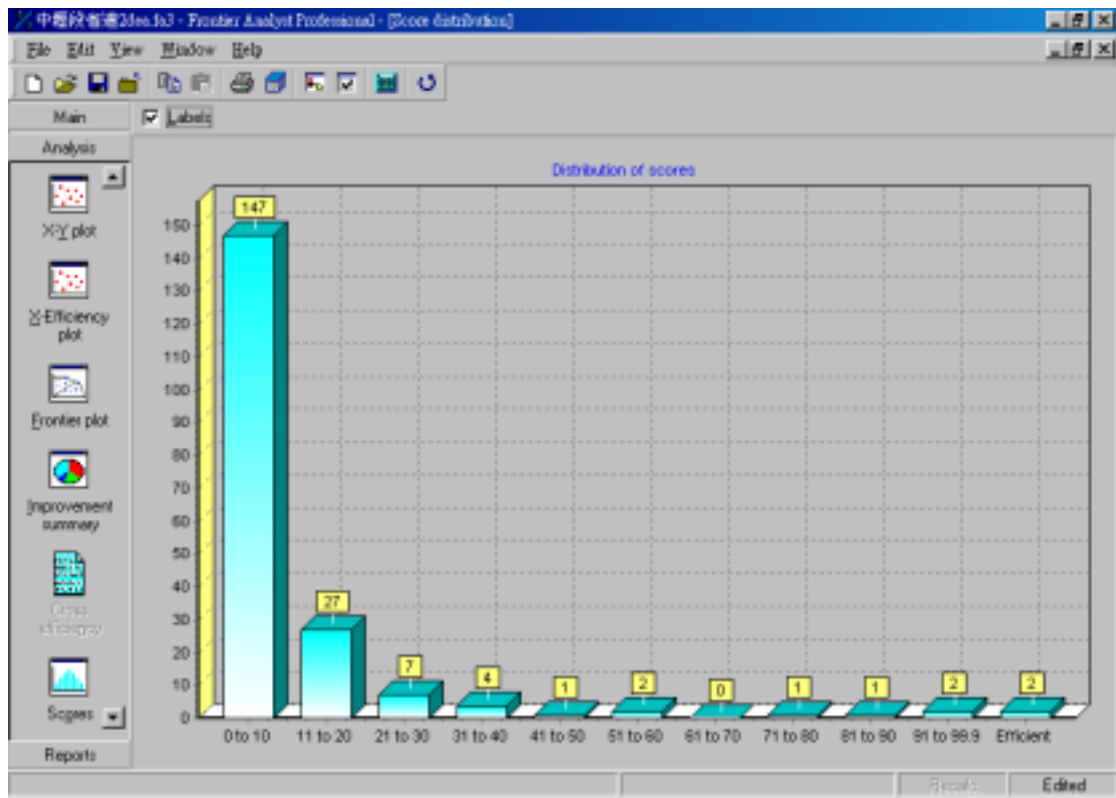 2dea.fa3 - Frontier Analyst Professional - [Score distribution]
File Edit View Window Help
Main
Labels
Analysis
X-Y plot
X-Efficiency
plot
Frontier plot
Improvement
summary
Cross
efficiency
Scores
Reports
Distribution of scores
150
140
130
120
110
100
90
80
70
60
50
40
30
20
10
0
147
27
7
4
1
2
0
1
1
2
2
0 to 10
11 to 20
21 to 30
31 to 40
41 to 50
51 to 60
61 to 70
71 to 80
81 to 90
91 to 99.9
Efficient
Edited